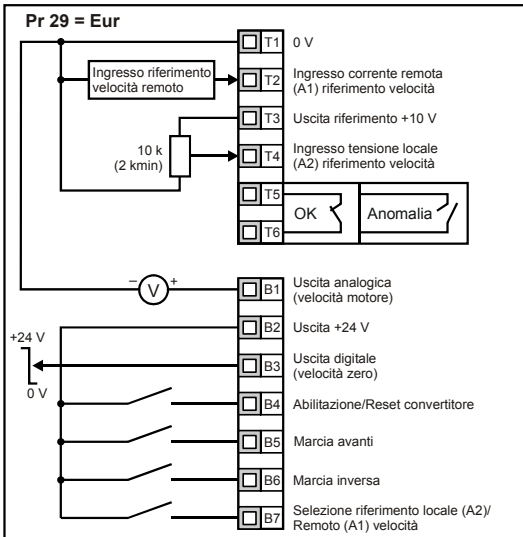 Pr 29 = Eur
T1 0 V
Ingresso riferimento
velocità remoto
T2 Ingresso corrente remota
(A1) riferimento velocità
T3 Uscita riferimento +10 V
10 k
(2 kmin)
T4 Ingresso tensione locale
(A2) riferimento velocità
T5
OK
Anomalia
T6
– V +
B1 Uscita analogica
(velocità motore)
B2 Uscita +24 V
+24 V
0 V
B3 Uscita digitale
(velocità zero)
B4 Abilitazione/Reset convertitore
B5 Marcia avanti
B6 Marcia inversa
B7 Selezione riferimento locale (A2)/
Remoto (A1) velocità